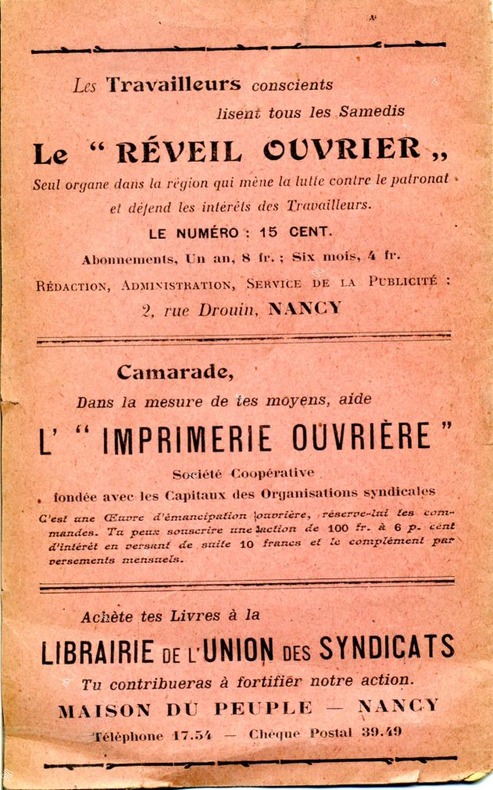 Les Travailleurs conscients
lisent tous les Samedis
Le “ RÉVEIL OUVRIER „
Seul organe dans la région qui mène la lutte contre le patronat
et défend les intérêts des Travailleurs.
LE NUMÉRO : 15 CENT.
Abonnements, Un an, 8 fr. ; Six mois, 4 fr.
RÉDACTION, ADMINISTRATION, SERVICE DE LA PUBLICITÉ :
2, rue Drouin, NANCY
Camarade,
Dans la mesure de tes moyens, aide
L' “ IMPRIMERIE OUVRIÈRE ”
Société Coopérative
fondée avec les Capitaux des Organisations syndicales
C'est une Œuvre d'émancipation ouvrière, réserve-lui tes com-
mandes. Tu peux souscrire une action de 100 fr. à 6 p. cent
d'intérêt en versant de suite 10 francs et le complément par
versements mensuels.
Achète tes Livres à la
LIBRAIRIE DE L'UNION DES SYNDICATS
Tu contribueras à fortifier notre action.
MAISON DU PEUPLE — NANCY
Téléphone 17.54 — Chèque Postal 39.49